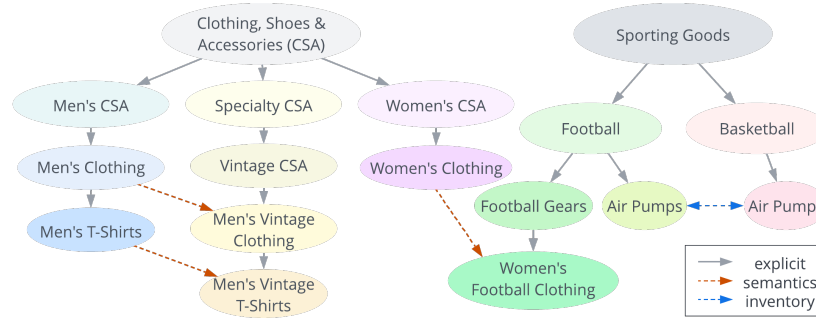 Clothing, Shoes &
Accessories (CSA)
Sporting Goods
Men's CSA
Specialty CSA
Women's CSA
Football
Basketball
Men's Clothing
Vintage CSA
Women's Clothing
Men's T-Shirts
Men's Vintage
Clothing
Football Gears
Air Pumps
Air Pump
Women's
Football Clothing
Men's Vintage
T-Shirts
explicit
semantics
inventory